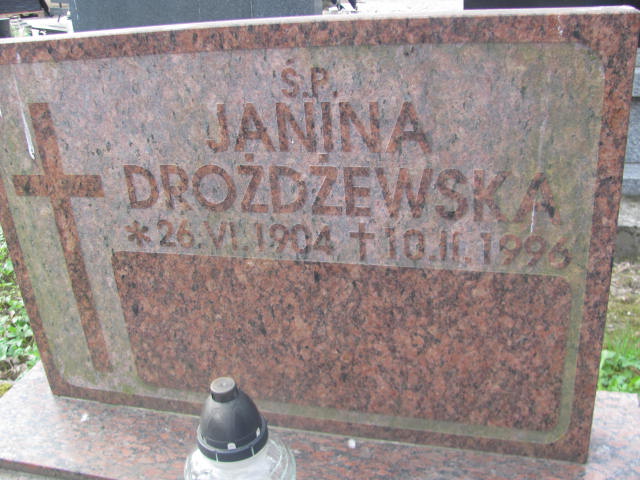 Ś.P.
JANINA
DROŻDŻEWSKA
* 26.VI.1904, † 10.II.1996